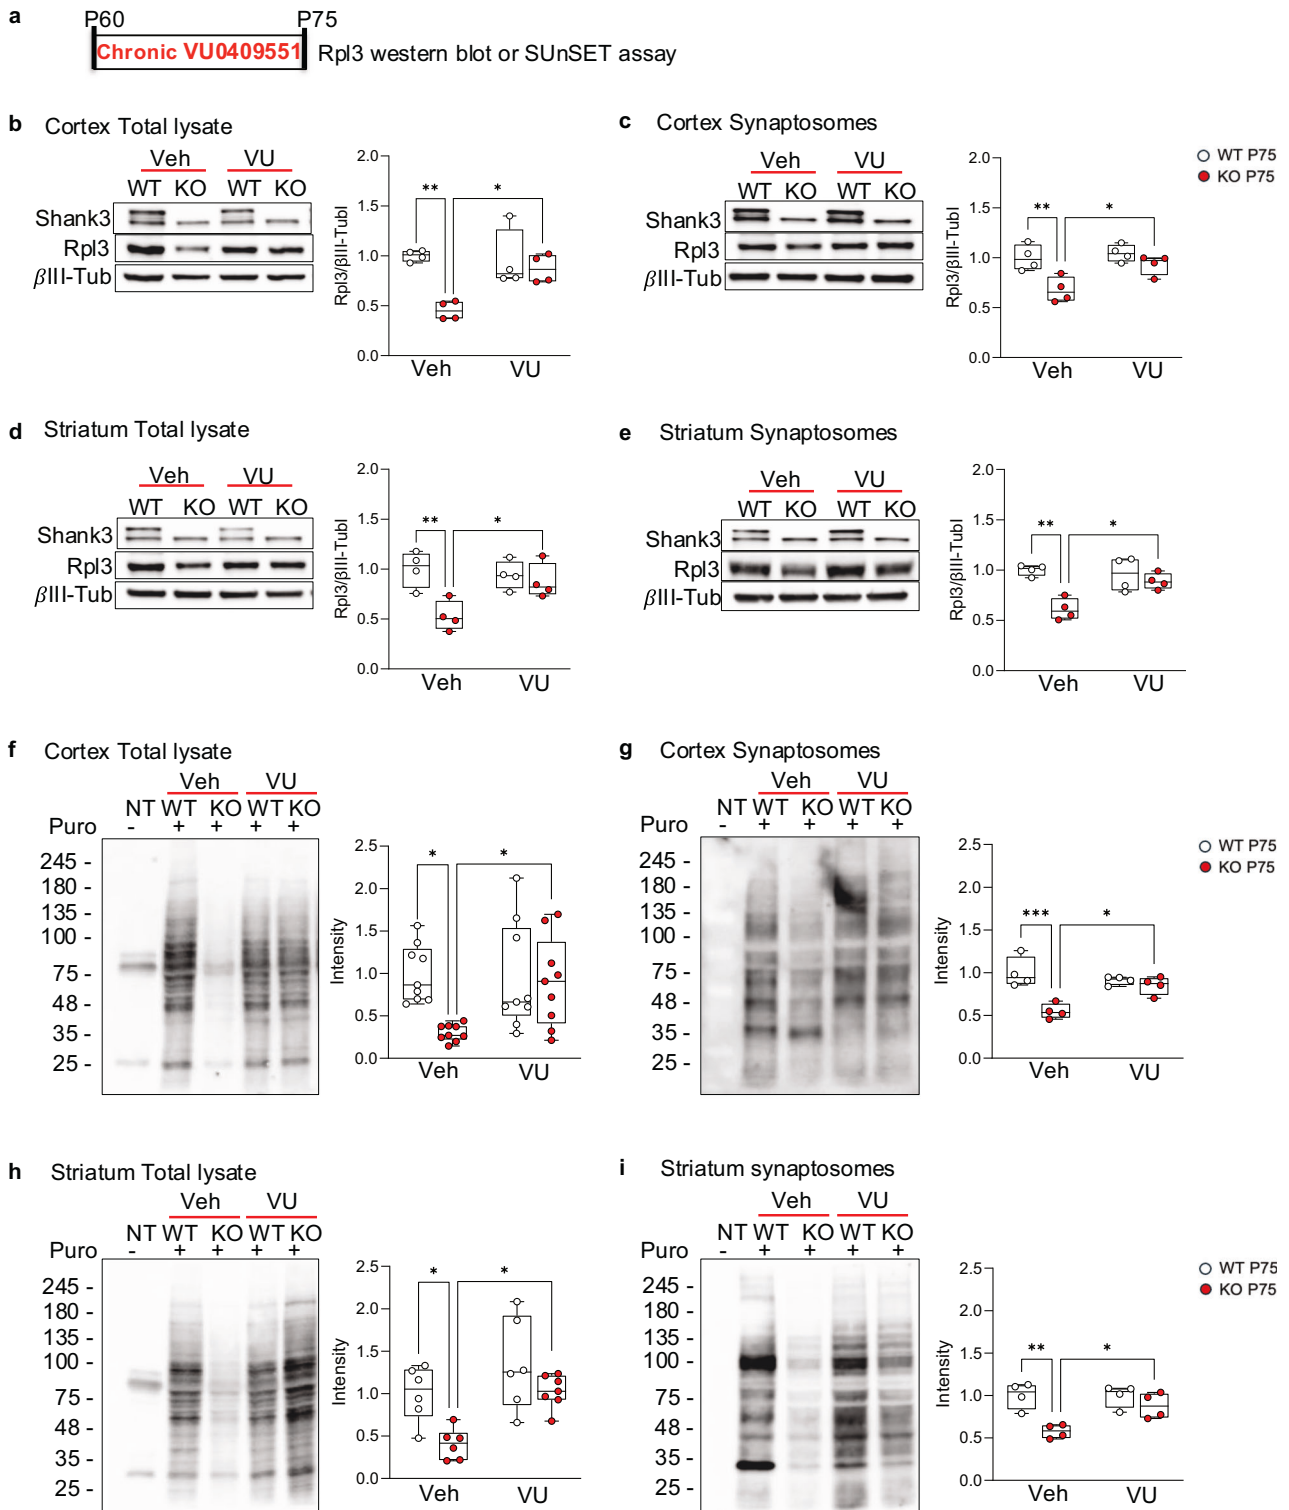 a
P60 P75
Chronic VU0409551 Rpl3 western blot or SUnSET assay
b Cortex Total lysate
Veh VU
WT KO WT KO
Shank3
Rpl3
βIII-Tub
Rpl3/βIII-TubI
2.0
1.5
1.0
0.5
0.0
** *
Veh VU
c Cortex Synaptosomes
Veh VU
WT KO WT KO
Shank3
Rpl3
βIII-Tub
Rpl3/βIII-TubI
2.0
1.5
1.0
0.5
0.0
** *
Veh VU
WT P75
KO P75
d Striatum Total lysate
Veh VU
WT KO WT KO
Shank3
Rpl3
βIII-Tub
Rpl3/βIII-TubI
2.0
1.5
1.0
0.5
0.0
** *
Veh VU
e Striatum Synaptosomes
Veh VU
WT KO WT KO
Shank3
Rpl3
βIII-Tub
Rpl3/βIII-TubI
2.0
1.5
1.0
0.5
0.0
** *
Veh VU
f Cortex Total lysate
Veh VU
NT WT KO WT KO
Puro - + + + +
245 -
180 -
135 -
100 -
75 -
48 -
35 -
25 -
Intensity
2.5
2.0
1.5
1.0
0.5
0.0
* *
Veh VU
g Cortex Synaptosomes
Veh VU
NT WT KO WT KO
Puro - + + + +
245 -
180 -
135 -
100 -
75 -
48 -
35 -
25 -
Intensity
2.5
2.0
1.5
1.0
0.5
0.0
*** *
Veh VU
WT P75
KO P75
h Striatum Total lysate
Veh VU
NT WT KO WT KO
Puro - + + + +
245 -
180 -
135 -
100 -
75 -
48 -
35 -
25 -
Intensity
2.5
2.0
1.5
1.0
0.5
0.0
* *
Veh VU
i Striatum synaptosomes
Veh VU
NT WT KO WT KO
Puro - + + + +
245 -
180 -
135 -
100 -
75 -
48 -
35 -
25 -
Intensity
2.5
2.0
1.5
1.0
0.5
0.0
** *
Veh VU
WT P75
KO P75